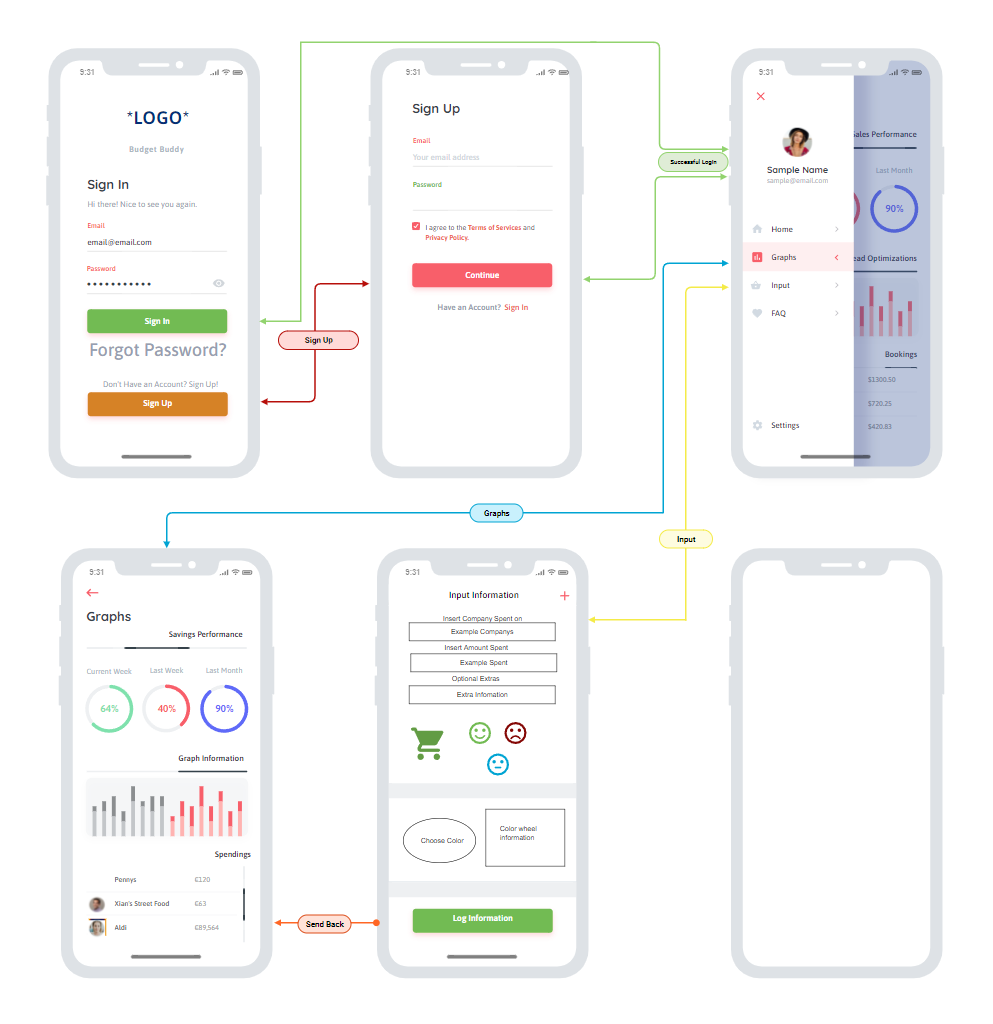 9:31
*LOGO*
Budget Buddy
Sign In
Hi there! Nice to see you again.
Email
email@email.com
Password
Sign In
Forgot Password?
Don't Have an Account? Sign Up!
Sign Up
Sign Up
9:31
Sign Up
Email
Your email address
Password
I agree to the Terms of Services and
Privacy Policy.
Continue
Have an Account? Sign In
Successful Login
9:31
Sample Name
sample@email.com
Home
Graphs
Input
FAQ
Settings
ales Performance
Last Month
90%
ead Optimizations
Bookings
$1300.50
$720.25
$420.83
Graphs
Input
9:31
Graphs
Savings Performance
Current Week Last Week Last Month
64% 40% 90%
Graph Information
Spendings
Pennys €120
Xian's Street Food €63
Aldi €89,564
Send Back
9:31
Input Information
Insert Company Spent on
Example Companys
Insert Amount Spent
Example Spent
Optional Extras
Extra Infomation
Choose Color
Color wheel
information
Log Information